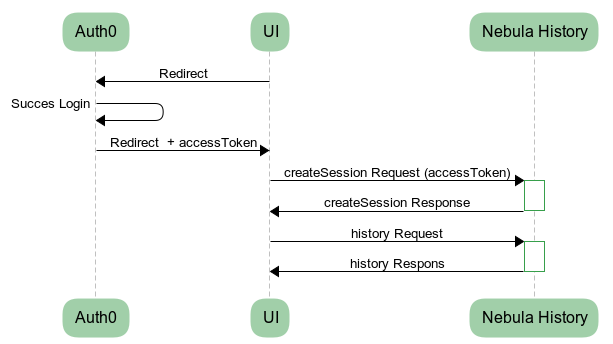 Auth0
UI
Nebula History
Redirect
Succes Login
Redirect + accessToken
createSession Request (accessToken)
createSession Response
history Request
history Respons
Auth0
UI
Nebula History